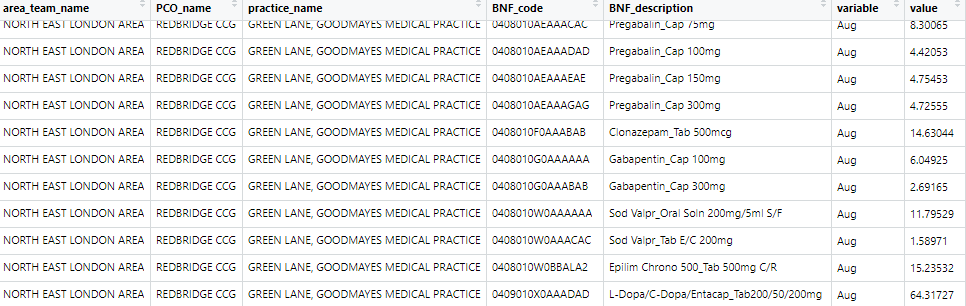 area_team_name PCO_name practice_name BNF_code BNF_description variable value
NORTH EAST LONDON AREA REDBRIDGE CCG GREEN LANE, GOODMAYES MEDICAL PRACTICE 0408010AEAAACAC Pregabalin_Cap 75mg Aug 8.30065
NORTH EAST LONDON AREA REDBRIDGE CCG GREEN LANE, GOODMAYES MEDICAL PRACTICE 0408010AEAAADAD Pregabalin_Cap 100mg Aug 4.42053
NORTH EAST LONDON AREA REDBRIDGE CCG GREEN LANE, GOODMAYES MEDICAL PRACTICE 0408010AEAAAEAE Pregabalin_Cap 150mg Aug 4.75453
NORTH EAST LONDON AREA REDBRIDGE CCG GREEN LANE, GOODMAYES MEDICAL PRACTICE 0408010AEAAAGAG Pregabalin_Cap 300mg Aug 4.72555
NORTH EAST LONDON AREA REDBRIDGE CCG GREEN LANE, GOODMAYES MEDICAL PRACTICE 0408010F0AAABAB Clonazepam_Tab 500mcg Aug 14.63044
NORTH EAST LONDON AREA REDBRIDGE CCG GREEN LANE, GOODMAYES MEDICAL PRACTICE 0408010G0AAAAAA Gabapentin_Cap 100mg Aug 6.04925
NORTH EAST LONDON AREA REDBRIDGE CCG GREEN LANE, GOODMAYES MEDICAL PRACTICE 0408010G0AAABAB Gabapentin_Cap 300mg Aug 2.69165
NORTH EAST LONDON AREA REDBRIDGE CCG GREEN LANE, GOODMAYES MEDICAL PRACTICE 0408010W0AAAAAA Sod Valpr_Oral Soln 200mg/5ml S/F Aug 11.79529
NORTH EAST LONDON AREA REDBRIDGE CCG GREEN LANE, GOODMAYES MEDICAL PRACTICE 0408010W0AAACAC Sod Valpr_Tab E/C 200mg Aug 1.58971
NORTH EAST LONDON AREA REDBRIDGE CCG GREEN LANE, GOODMAYES MEDICAL PRACTICE 0408010W0BBALA2 Epilim Chrono 500_Tab 500mg C/R Aug 15.23532
NORTH EAST LONDON AREA REDBRIDGE CCG GREEN LANE, GOODMAYES MEDICAL PRACTICE 0409010X0AAADAD L-Dopa/C-Dopa/Entacap_Tab200/50/200mg Aug 64.31727